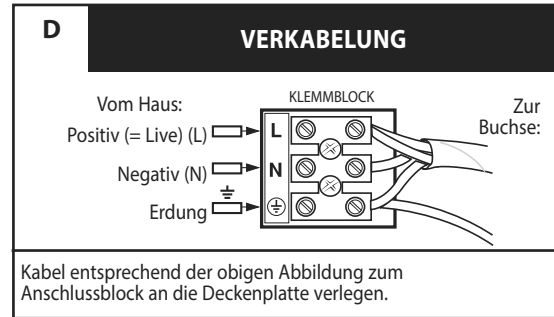 D
VERKABELUNG
Vom Haus:
KLEMMBLOCK
Zur
Buchse:
Positiv (= Live) (L)
L
Negativ (N)
N
Erdung
Kabel entsprechend der obigen Abbildung zum
Anschlussblock an die Deckenplatte verlegen.